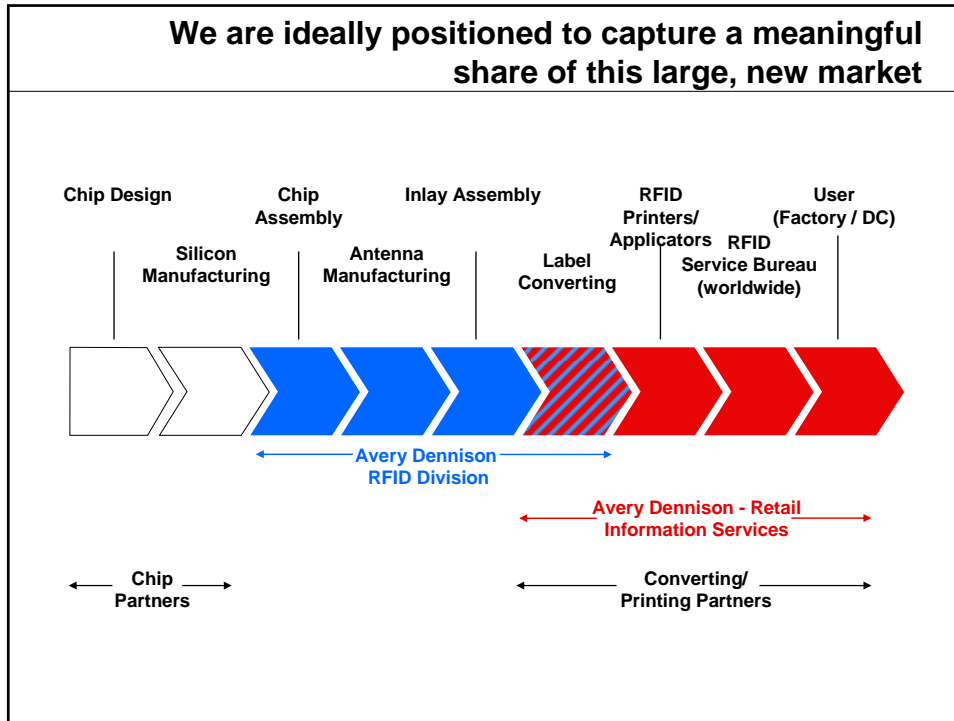 We are ideally positioned to capture a meaningful
share of this large, new market
Chip Design
Chip
Assembly
Inlay Assembly
RFID
Printers/
Applicators
User
(Factory / DC)
Silicon
Manufacturing
Antenna
Manufacturing
Label
Converting
RFID
Service Bureau
(worldwide)
Avery Dennison
RFID Division
Avery Dennison - Retail
Information Services
Chip
Partners
Converting/
Printing Partners